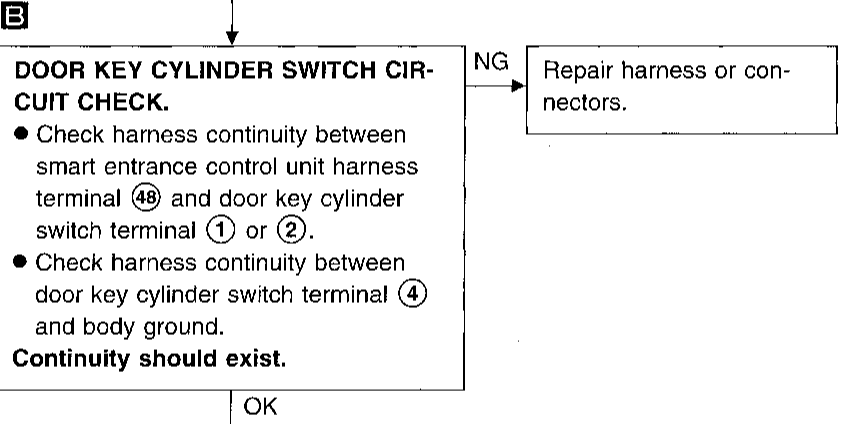 B
DOOR KEY CYLINDER SWITCH CIR-
CUIT CHECK.
● Check harness continuity between
smart entrance control unit harness
terminal 48 and door key cylinder
switch terminal 1 or 2.
● Check harness continuity between
door key cylinder switch terminal 4
and body ground.
Continuity should exist.
NG
Repair harness or con-
nectors.
OK